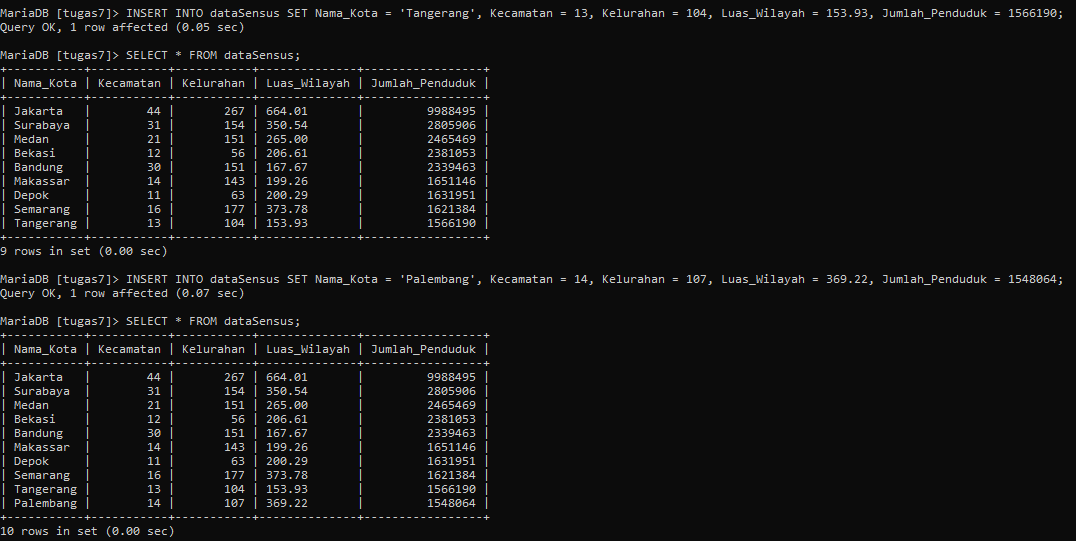 MariaDB [tugas7]> INSERT INTO dataSensus SET Nama_Kota = 'Tangerang', Kecamatan = 13, Kelurahan = 104, Luas_Wilayah = 153.93, Jumlah_Penduduk = 1566190;
Query OK, 1 row affected (0.05 sec)

MariaDB [tugas7]> SELECT * FROM dataSensus;
+-----------+-----------+-----------+--------------+-----------------+
| Nama_Kota | Kecamatan | Kelurahan | Luas_Wilayah | Jumlah_Penduduk |
+-----------+-----------+-----------+--------------+-----------------+
| Jakarta   |        44 |       267 | 664.01       |         9988495 |
| Surabaya  |        31 |       154 | 350.54       |         2805906 |
| Medan     |        21 |       151 | 265.00       |         2465469 |
| Bekasi    |        12 |        56 | 206.61       |         2381053 |
| Bandung   |        30 |       151 | 167.67       |         2339463 |
| Makassar  |        14 |       143 | 199.26       |         1651146 |
| Depok     |        11 |        63 | 200.29       |         1631951 |
| Semarang  |        16 |       177 | 373.78       |         1621384 |
| Tangerang |        13 |       104 | 153.93       |         1566190 |
+-----------+-----------+-----------+--------------+-----------------+
9 rows in set (0.00 sec)

MariaDB [tugas7]> INSERT INTO dataSensus SET Nama_Kota = 'Palembang', Kecamatan = 14, Kelurahan = 107, Luas_Wilayah = 369.22, Jumlah_Penduduk = 1548064;
Query OK, 1 row affected (0.07 sec)

MariaDB [tugas7]> SELECT * FROM dataSensus;
+-----------+-----------+-----------+--------------+-----------------+
| Nama_Kota | Kecamatan | Kelurahan | Luas_Wilayah | Jumlah_Penduduk |
+-----------+-----------+-----------+--------------+-----------------+
| Jakarta   |        44 |       267 | 664.01       |         9988495 |
| Surabaya  |        31 |       154 | 350.54       |         2805906 |
| Medan     |        21 |       151 | 265.00       |         2465469 |
| Bekasi    |        12 |        56 | 206.61       |         2381053 |
| Bandung   |        30 |       151 | 167.67       |         2339463 |
| Makassar  |        14 |       143 | 199.26       |         1651146 |
| Depok     |        11 |        63 | 200.29       |         1631951 |
| Semarang  |        16 |       177 | 373.78       |         1621384 |
| Tangerang |        13 |       104 | 153.93       |         1566190 |
| Palembang |        14 |       107 | 369.22       |         1548064 |
+-----------+-----------+-----------+--------------+-----------------+
10 rows in set (0.00 sec)